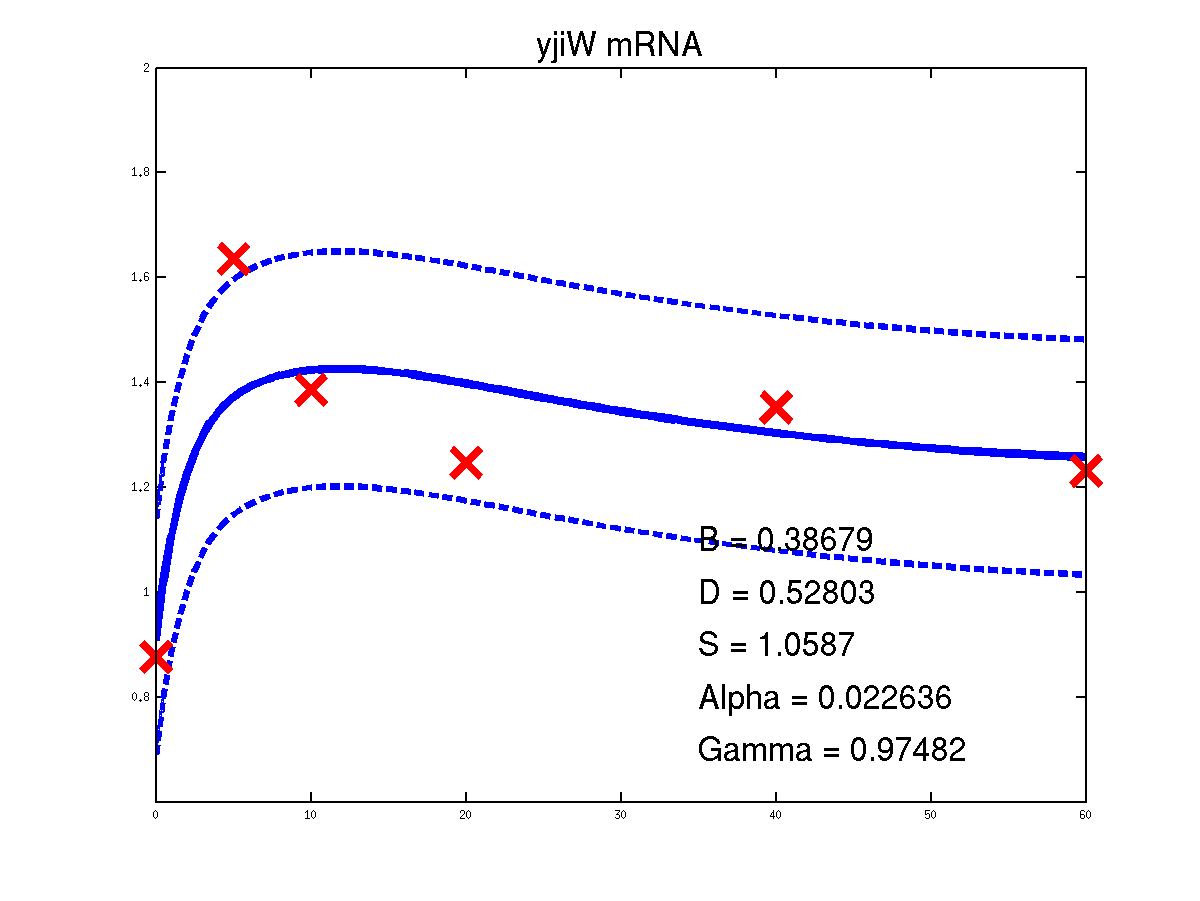 yjiW mRNA
2
1.8
1.6
1.4
1.2
1
0.8
B = 0.38679
D = 0.52803
S = 1.0587
Alpha = 0.022636
Gamma = 0.97482
0 10 20 30 40 50 60